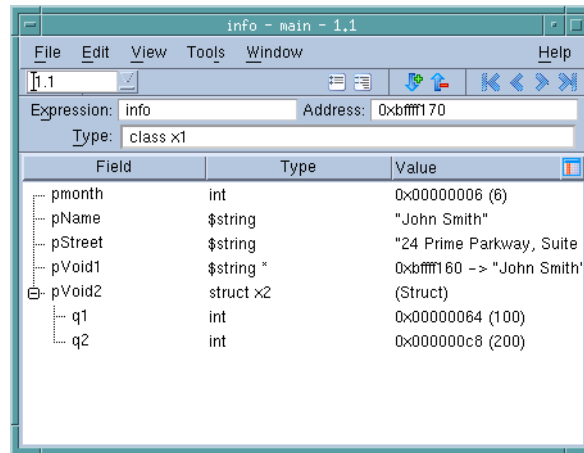 info - main - 1.1
File Edit View Tools Window Help
1.1
Expression: info Address: 0xbffff170
Type: class x1
Field Type Value
pmonth int 0x00000006 (6)
pName $string "John Smith"
pStreet $string "24 Prime Parkway, Suite
pVoid1 $string * 0xbffff160 -> "John Smith"
pVoid2 struct x2 (Struct)
q1 int 0x00000064 (100)
q2 int 0x000000c8 (200)